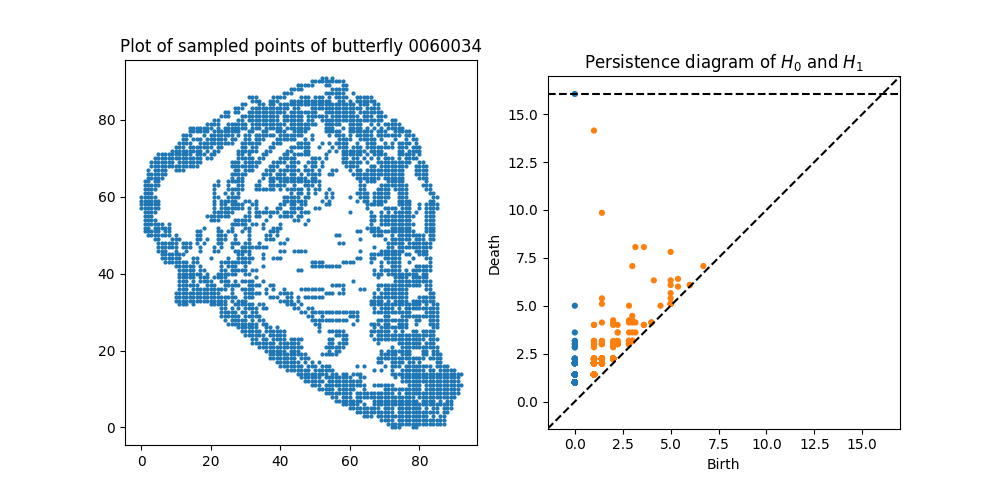 Plot of sampled points of butterfly 0060034
80
60
40
20
0
0 20 40 60 80
Persistence diagram of H₀ and H₁
15.0
12.5
10.0
7.5
5.0
2.5
0.0
Death
0.0 2.5 5.0 7.5 10.0 12.5 15.0
Birth